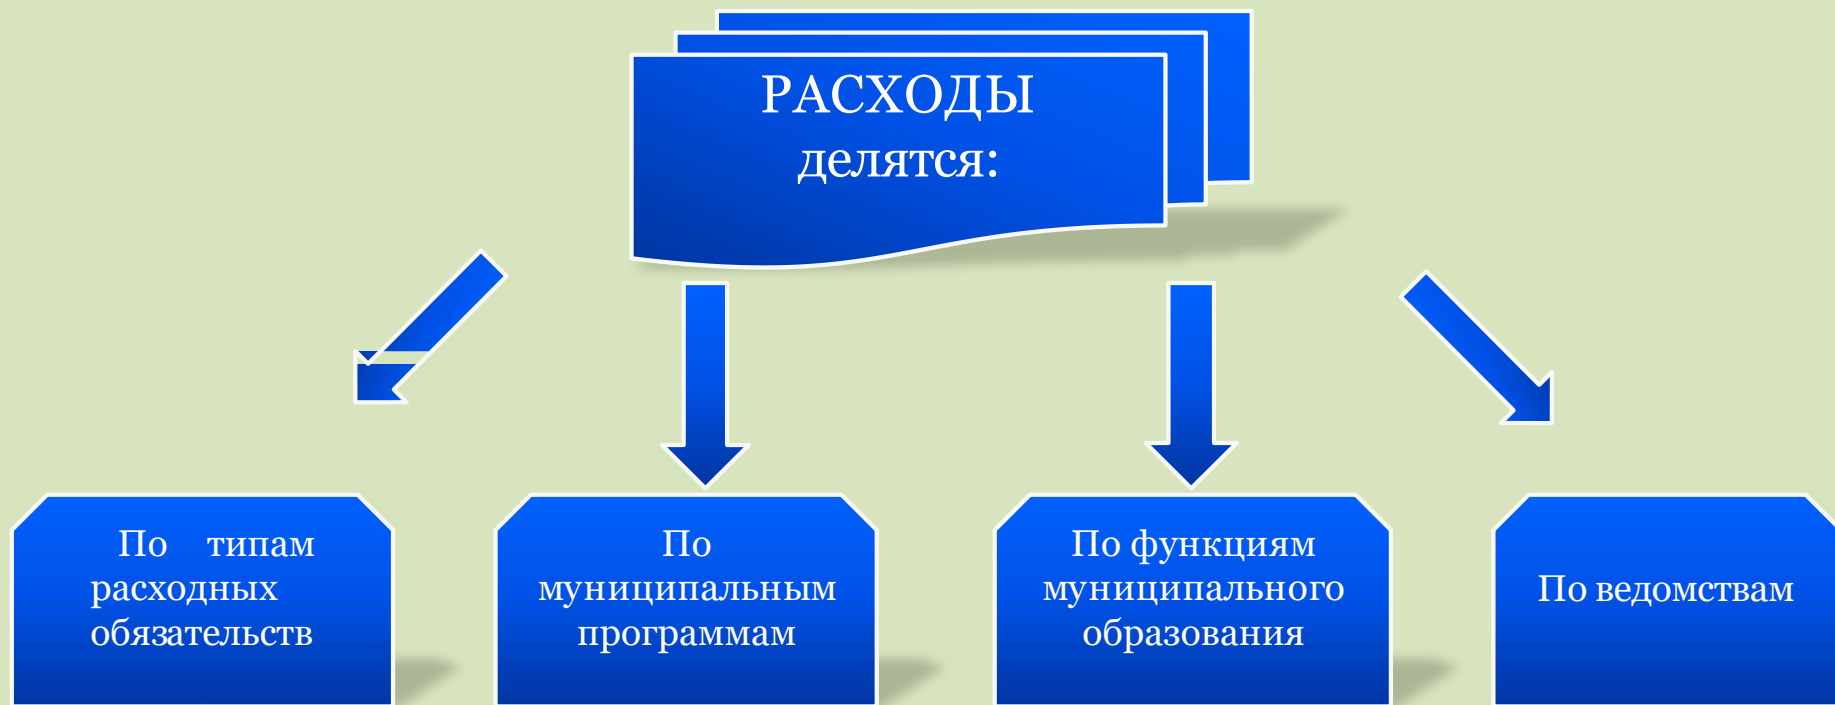 РАСХОДЫ
делятся:
По типам
расходных
обязательств
По
муниципальным
программам
По функциям
муниципального
образования
По ведомствам